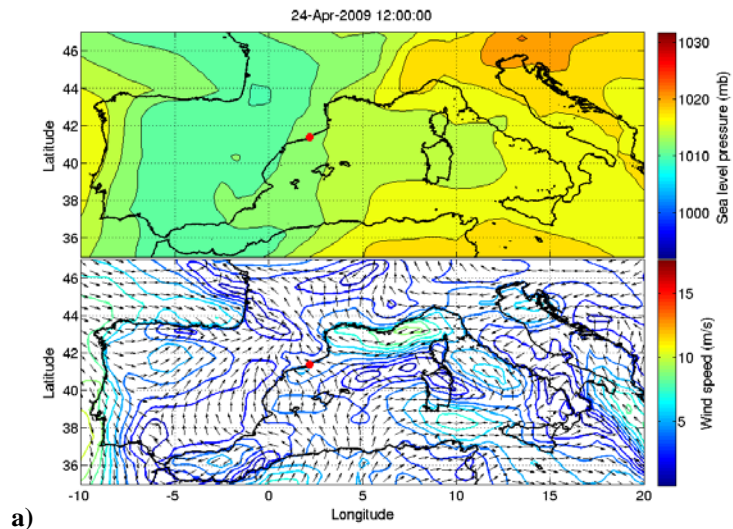 24-Apr-2009 12:00:00
46
44
42
40
38
36
Latitude
1030
1020
1010
1000
990
Sea level pressure (mb)
46
44
42
40
38
36
Latitude
-10 -5 0 5 10 15 20
Longitude
15
10
5
Wind speed (m/s)
a)